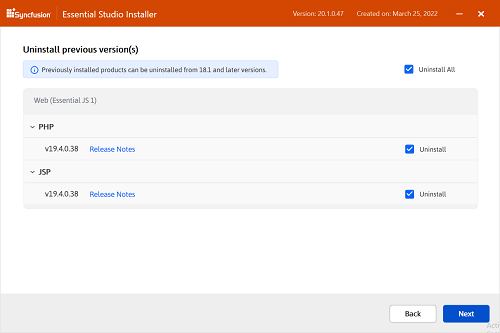 Syncfusion Essential Studio Installer Version: 20.1.0.47 Created on: March 25, 2022
Uninstall previous version(s)
Previously installed products can be uninstalled from 18.1 and later versions. Uninstall All
Web (Essential JS 1)
PHP
v19.4.0.38 Release Notes Uninstall
JSP
v19.4.0.38 Release Notes Uninstall
Back Next